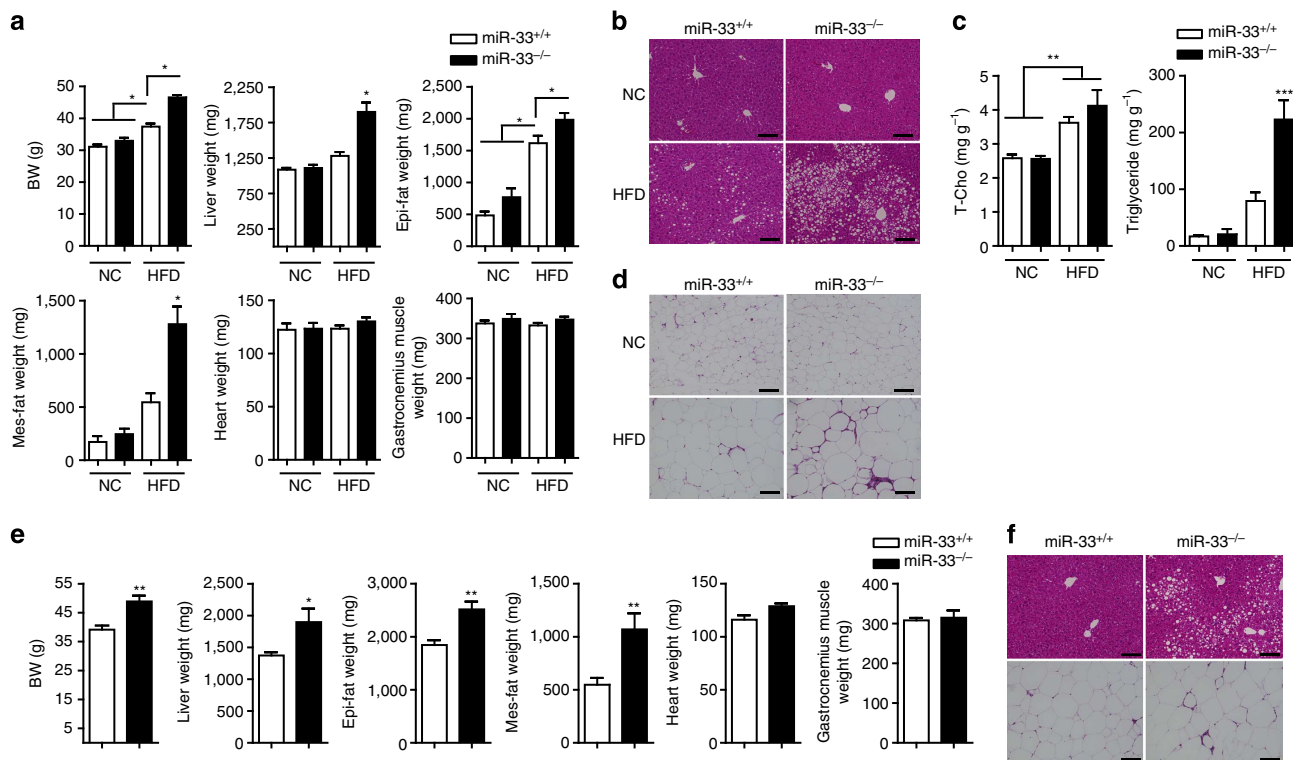 a
miR-33+/+
miR-33–/–
BW (g)
50
40
30
20
10
0
*
*
NC
HFD
Liver weight (mg)
2,250
1,750
1,250
750
250
*
NC
HFD
Epi-fat weight (mg)
2,500
2,000
1,500
1,000
500
0
*
*
NC
HFD
Mes-fat weight (mg)
1,500
1,000
500
0
*
NC
HFD
Heart weight (mg)
150
100
50
0
NC
HFD
Gastrocnemius muscle
weight (mg)
400
300
200
100
0
NC
HFD
b
miR-33+/+
miR-33–/–
NC
HFD
c
miR-33+/+
miR-33–/–
T-Cho (mg g–1)
5
4
3
2
1
0
**
NC
HFD
Triglyceride (mg g–1)
300
200
100
0
***
NC
HFD
d
miR-33+/+
miR-33–/–
NC
HFD
e
miR-33+/+
miR-33–/–
BW (g)
55
45
35
25
15
5
**
Liver weight (mg)
2,500
2,000
1,500
1,000
500
*
Epi-fat weight (mg)
3,000
2,000
1,000
0
**
Mes-fat weight (mg)
1,500
1,000
500
0
**
Heart weight (mg)
150
100
50
0
Gastrocnemius muscle
weight (mg)
400
300
200
100
0
f
miR-33+/+
miR-33–/–